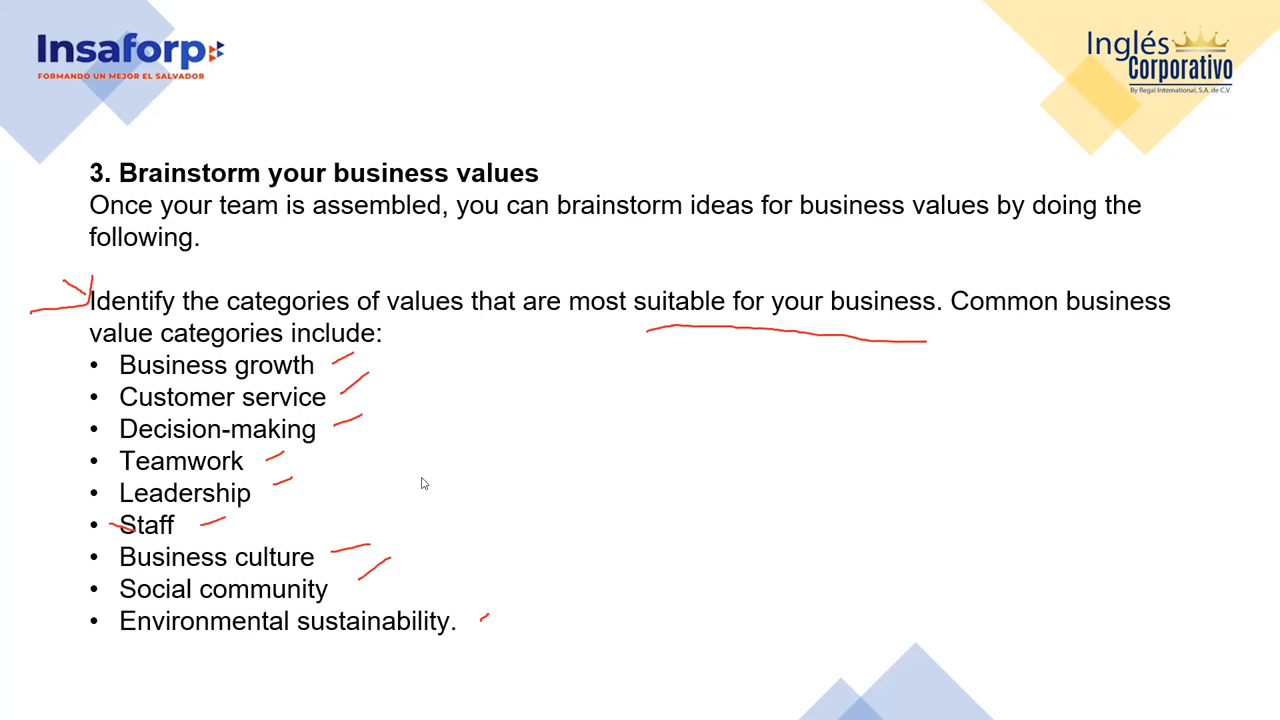 Insaforp
FORMANDO UN MEJOR EL SALVADOR
Inglés
Corporativo
By Regal International, S.A. de C.V.
3. Brainstorm your business values
Once your team is assembled, you can brainstorm ideas for business values by doing the
following.
Identify the categories of values that are most suitable for your business. Common business
value categories include:
• Business growth
• Customer service
• Decision-making
• Teamwork
• Leadership
• Staff
• Business culture
• Social community
• Environmental sustainability.